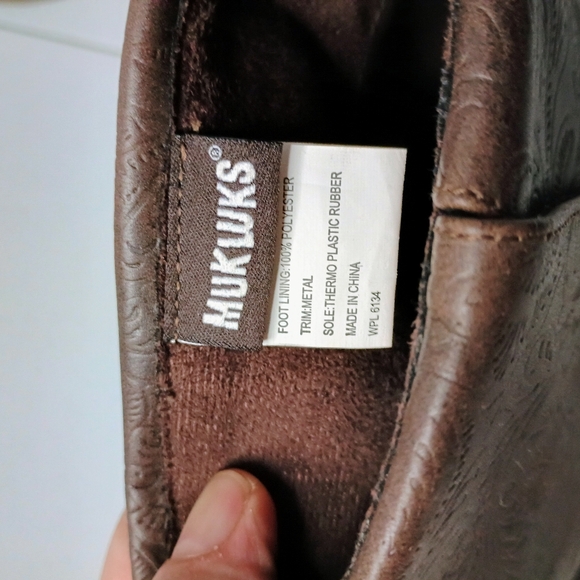 MUKLUKS®
FOOT LINING:100% POLYESTER
TRIM:METAL
SOLE:THERMO PLASTIC RUBBER
MADE IN CHINA
WPL 6134